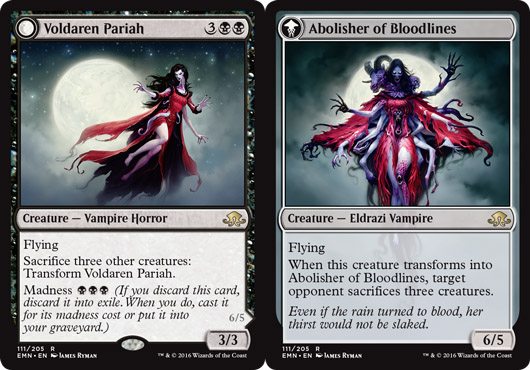 Voldaren Pariah 3
Creature — Vampire Horror
Flying
Sacrifice three other creatures:
Transform Voldaren Pariah.
Madness (If you discard this card,
discard it into exile. When you do, cast it
for its madness cost or put it into
your graveyard.)
6/5
3/3
111/205 R
EMN • EN JAMES RYMAN
™ & © 2016 Wizards of the Coast
Abolisher of Bloodlines
Creature — Eldrazi Vampire
Flying
When this creature transforms into
Abolisher of Bloodlines, target
opponent sacrifices three creatures.
Even if the rain turned to blood, her
thirst would not be slaked.
6/5
111/205 R
EMN • EN JAMES RYMAN
™ & © 2016 Wizards of the Coast